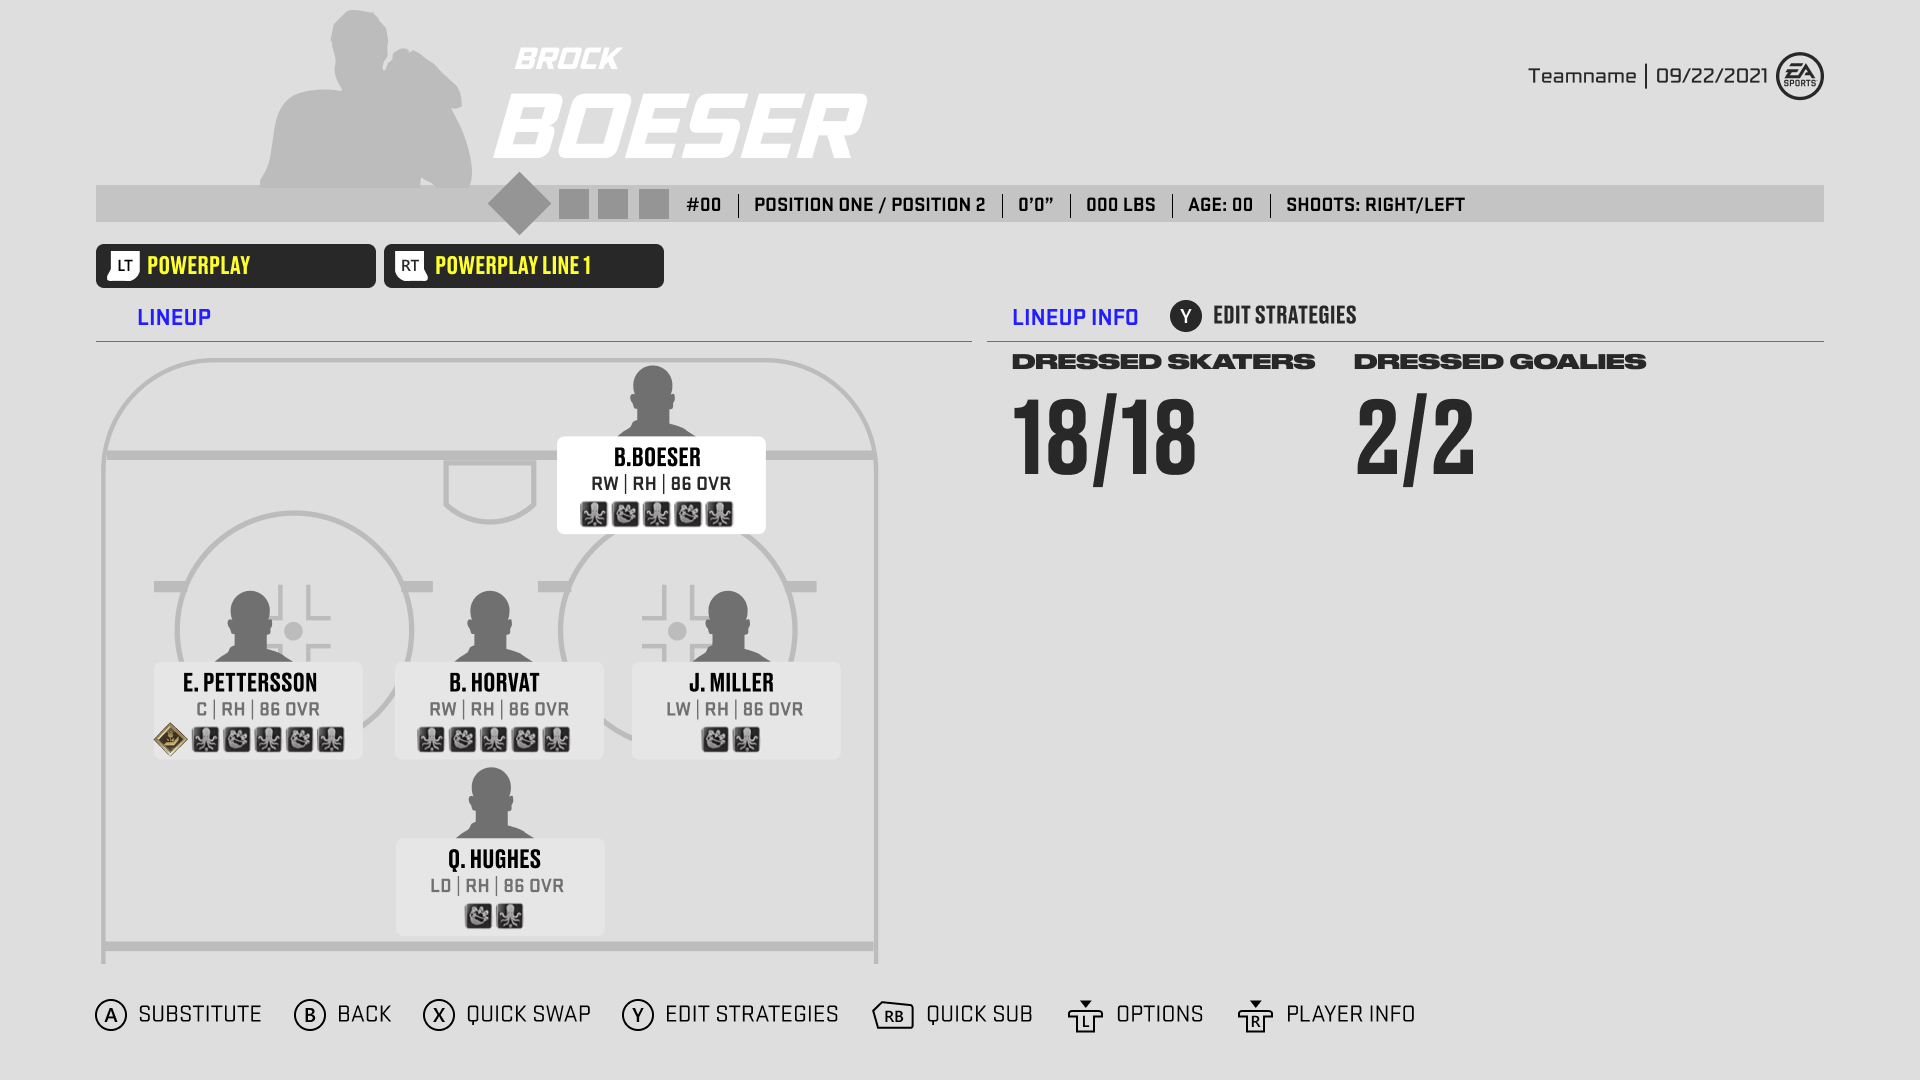 BROCK
BOESER
Teamname | 09/22/2021
EA SPORTS
#00 | POSITION ONE / POSITION 2 | 0’0” | 000 LBS | AGE: 00 | SHOOTS: RIGHT/LEFT
LT POWERPLAY
RT POWERPLAY LINE 1
LINEUP
LINEUP INFO
Y EDIT STRATEGIES
DRESSED SKATERS
18/18
DRESSED GOALIES
2/2
B.BOESER
RW | RH | 86 OVR
E. PETTERSSON
C | RH | 86 OVR
B. HORVAT
RW | RH | 86 OVR
J. MILLER
LW | RH | 86 OVR
Q. HUGHES
LD | RH | 86 OVR
A SUBSTITUTE
B BACK
X QUICK SWAP
Y EDIT STRATEGIES
RB QUICK SUB
L OPTIONS
R PLAYER INFO